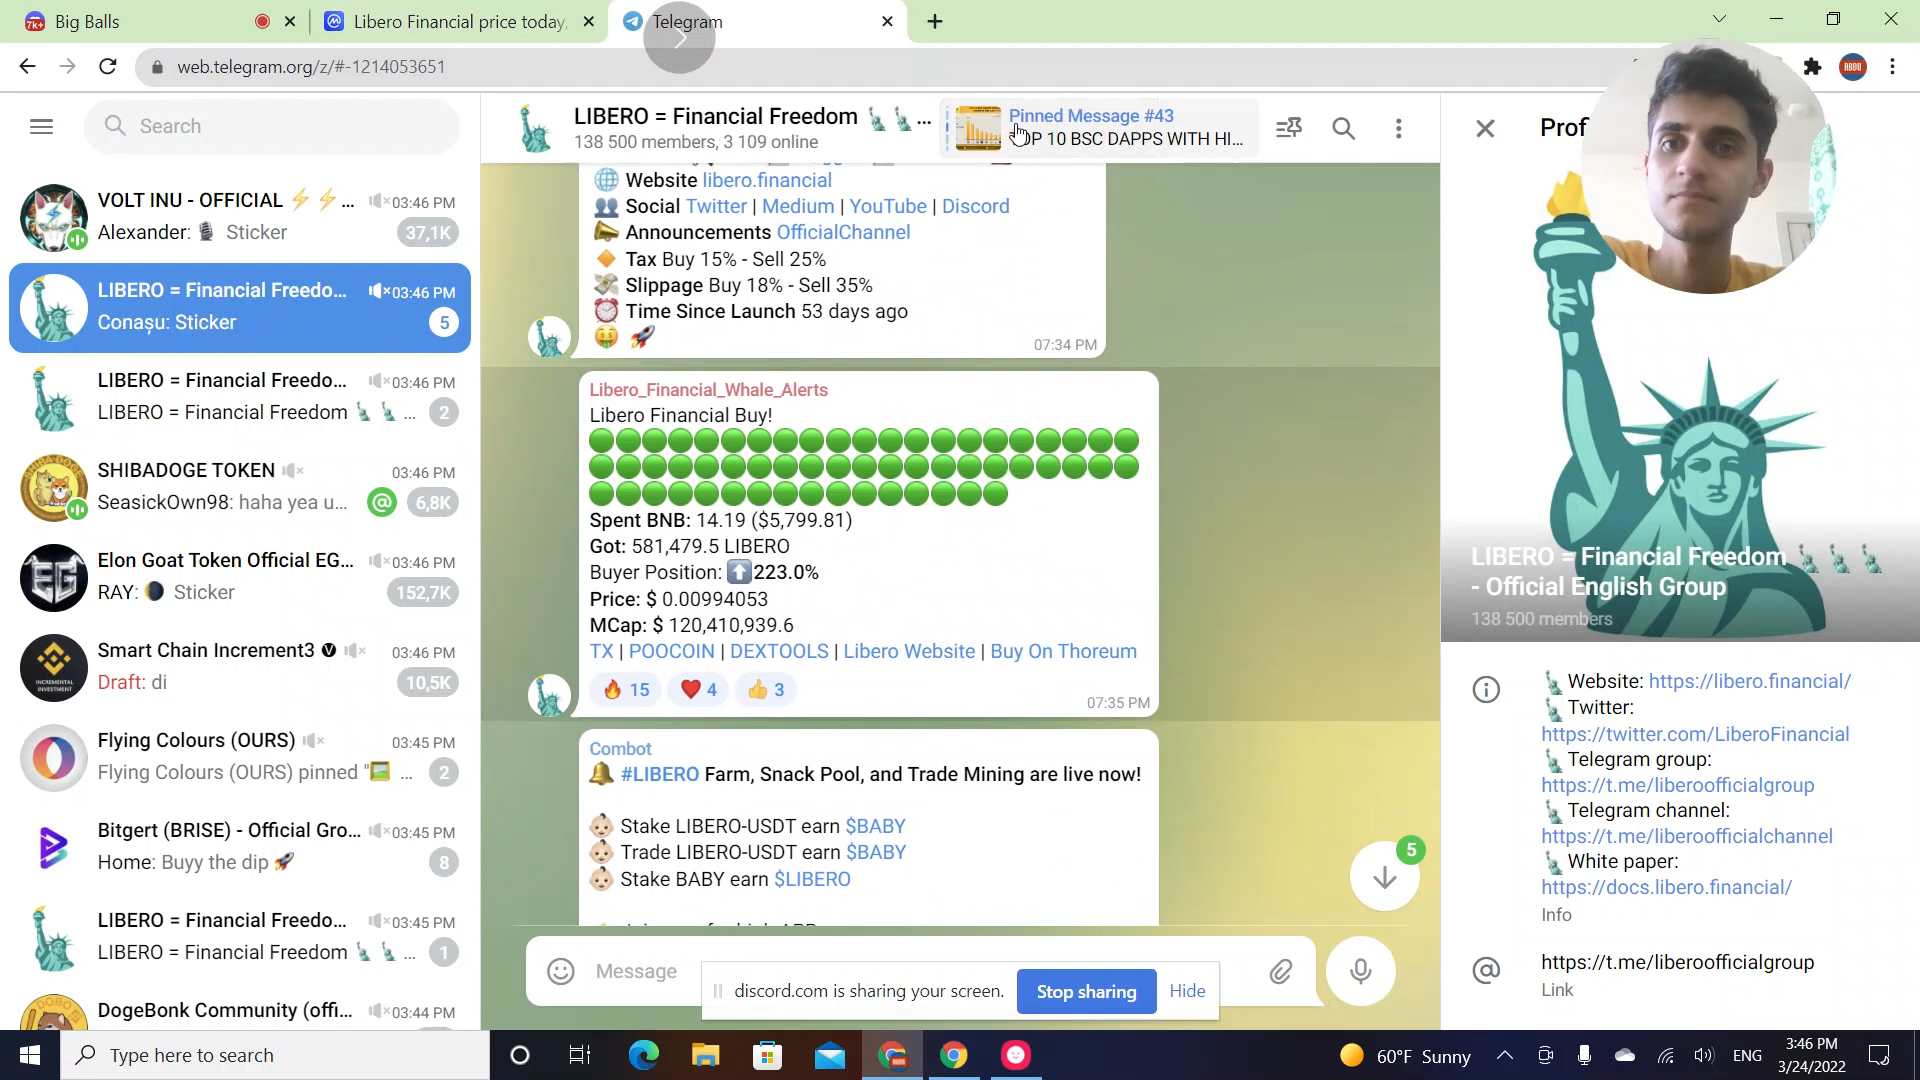 Big Balls
Libero Financial price today,
Telegram
web.telegram.org/z/#-1214053651
ABDU
Search
VOLT INU - OFFICIAL ⚡⚡...
03:46 PM
Alexander: 🎙 Sticker
37,1K
LIBERO = Financial Freedo...
03:46 PM
Conașu: Sticker
5
LIBERO = Financial Freedo...
03:46 PM
LIBERO = Financial Freedom 🗽🗽...
2
SHIBADOGE TOKEN
03:46 PM
SeasickOwn98: haha yea u...
@
6,8K
Elon Goat Token Official EG...
03:46 PM
RAY: 🌘 Sticker
152,7K
Smart Chain Increment3
03:46 PM
Draft: di
10,5K
Flying Colours (OURS)
03:45 PM
Flying Colours (OURS) pinned "🖼 ...
2
Bitgert (BRISE) - Official Gro...
03:45 PM
Home: Buyy the dip 🚀
8
LIBERO = Financial Freedo...
03:45 PM
LIBERO = Financial Freedom 🗽🗽...
1
DogeBonk Community (offi...
03:44 PM
LIBERO = Financial Freedom 🗽🗽...
138 500 members, 3 109 online
Pinned Message #43
OP 10 BSC DAPPS WITH HI...
🌐 Website libero.financial
👥 Social Twitter | Medium | YouTube | Discord
📣 Announcements OfficialChannel
🔸 Tax Buy 15% - Sell 25%
💸 Slippage Buy 18% - Sell 35%
⏰ Time Since Launch 53 days ago
🤑 🚀
07:34 PM
Libero_Financial_Whale_Alerts
Libero Financial Buy!
Spent BNB: 14.19 ($5,799.81)
Got: 581,479.5 LIBERO
Buyer Position: ⬆️223.0%
Price: $ 0.00994053
MCap: $ 120,410,939.6
TX | POOCOIN | DEXTOOLS | Libero Website | Buy On Thoreum
🔥 15 ❤️ 4 👍 3
07:35 PM
Combot
🔔 #LIBERO Farm, Snack Pool, and Trade Mining are live now!
👶🏻 Stake LIBERO-USDT earn $BABY
👶🏻 Trade LIBERO-USDT earn $BABY
👶🏻 Stake BABY earn $LIBERO
5
Message
discord.com is sharing your screen.
Stop sharing
Hide
Prof
LIBERO = Financial Freedom 🗽🗽🗽
- Official English Group
138 500 members
🗽 Website: https://libero.financial/
🗽 Twitter:
https://twitter.com/LiberoFinancial
🗽 Telegram group:
https://t.me/liberoofficialgroup
🗽 Telegram channel:
https://t.me/liberoofficialchannel
🗽 White paper:
https://docs.libero.financial/
Info
https://t.me/liberoofficialgroup
Link
Type here to search
60°F Sunny
ENG
3:46 PM
3/24/2022